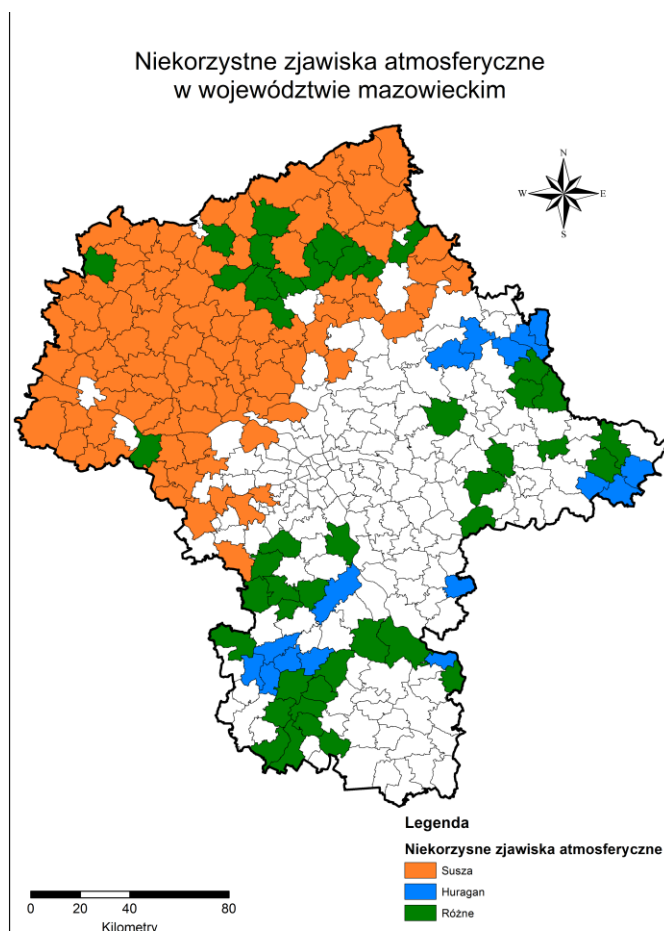 Niekorzystne zjawiska atmosferyczne
w województwie mazowieckim
N
W
E
S
Legenda
Niekorzysne zjawiska atmosferyczne
Susza
Huragan
Różne
0 20 40 80
Kilometry